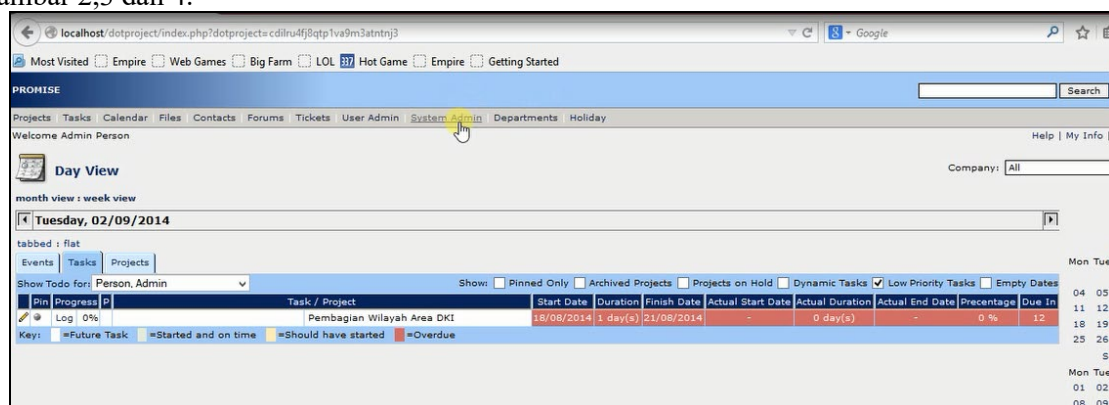 ambar 2,3 dan 4.
localhost/dotproject/index.php?dotproject=cdilru4fj8qtp1va9m3atntnj3
Google
Most Visited Empire Web Games Big Farm LOL Hot Game Empire Getting Started
PROMISE
Search
Projects Tasks Calendar Files Contacts Forums Tickets User Admin System Admin Departments Holiday
Welcome Admin Person
Help | My Info |
Day View
Company: All
month view : week view
Tuesday, 02/09/2014
tabbed : flat
Events Tasks Projects
Mon Tue
Show Todo for: Person, Admin Show: Pinned Only Archived Projects Projects on Hold Dynamic Tasks Low Priority Tasks Empty Dates
Pin Progress P Task / Project Start Date Duration Finish Date Actual Start Date Actual Duration Actual End Date Precentage Due In
Log 0% Pembagian Wilayah Area DKI 18/08/2014 1 day(s) 21/08/2014 - 0 day(s) - 0 % 12
Key: =Future Task =Started and on time =Should have started =Overdue
04 05
11 12
18 19
25 26
S
Mon Tue
01 02
08 09